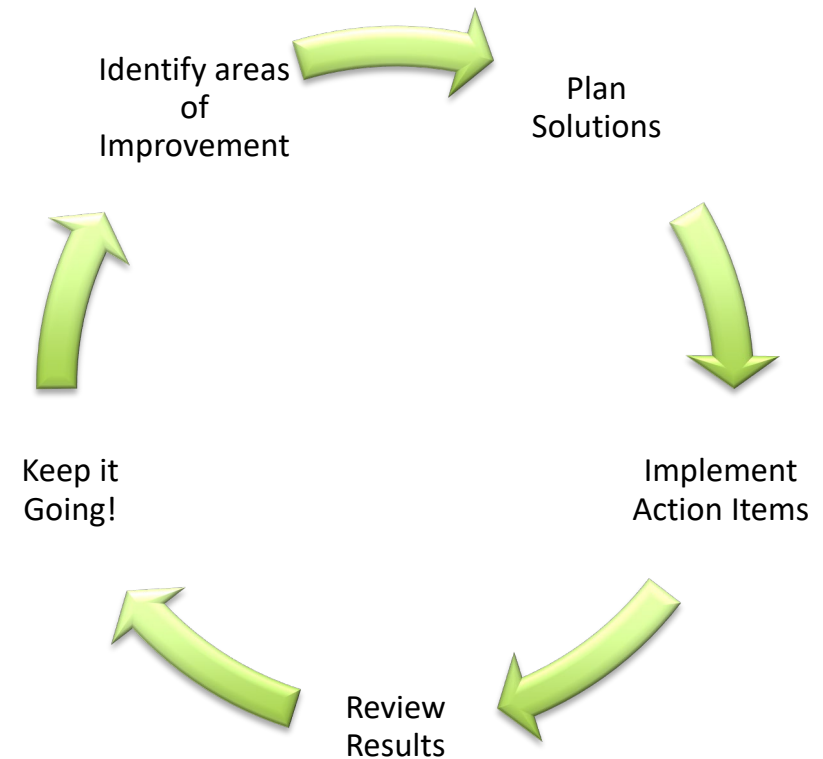 Identify areas
of
Improvement
Plan
Solutions
Implement
Action Items
Review
Results
Keep it
Going!